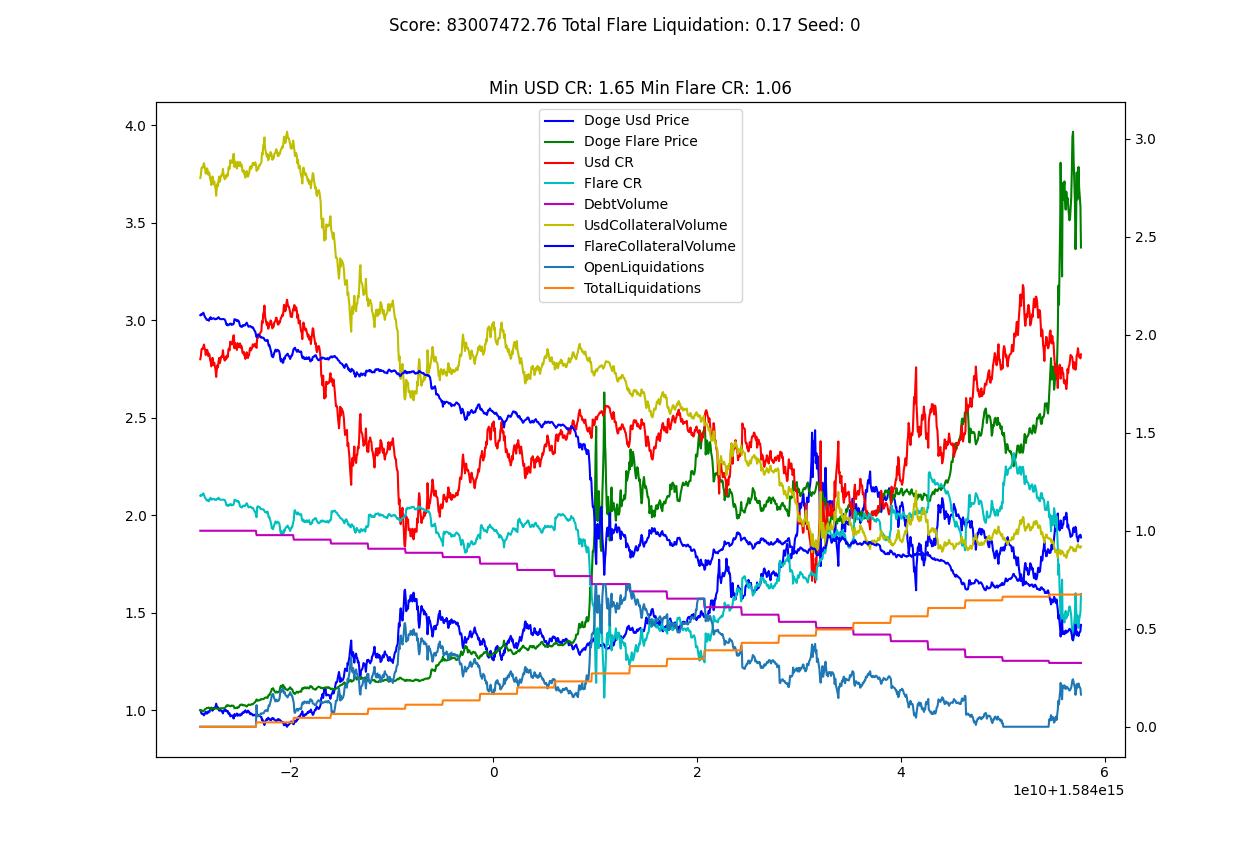 Score: 83007472.76 Total Flare Liquidation: 0.17 Seed: 0
Min USD CR: 1.65 Min Flare CR: 1.06
Doge Usd Price
Doge Flare Price
Usd CR
Flare CR
DebtVolume
UsdCollateralVolume
FlareCollateralVolume
OpenLiquidations
TotalLiquidations
4.0
3.5
3.0
2.5
2.0
1.5
1.0
3.0
2.5
2.0
1.5
1.0
0.5
0.0
−2 0 2 4 6
1e10+1.584e15